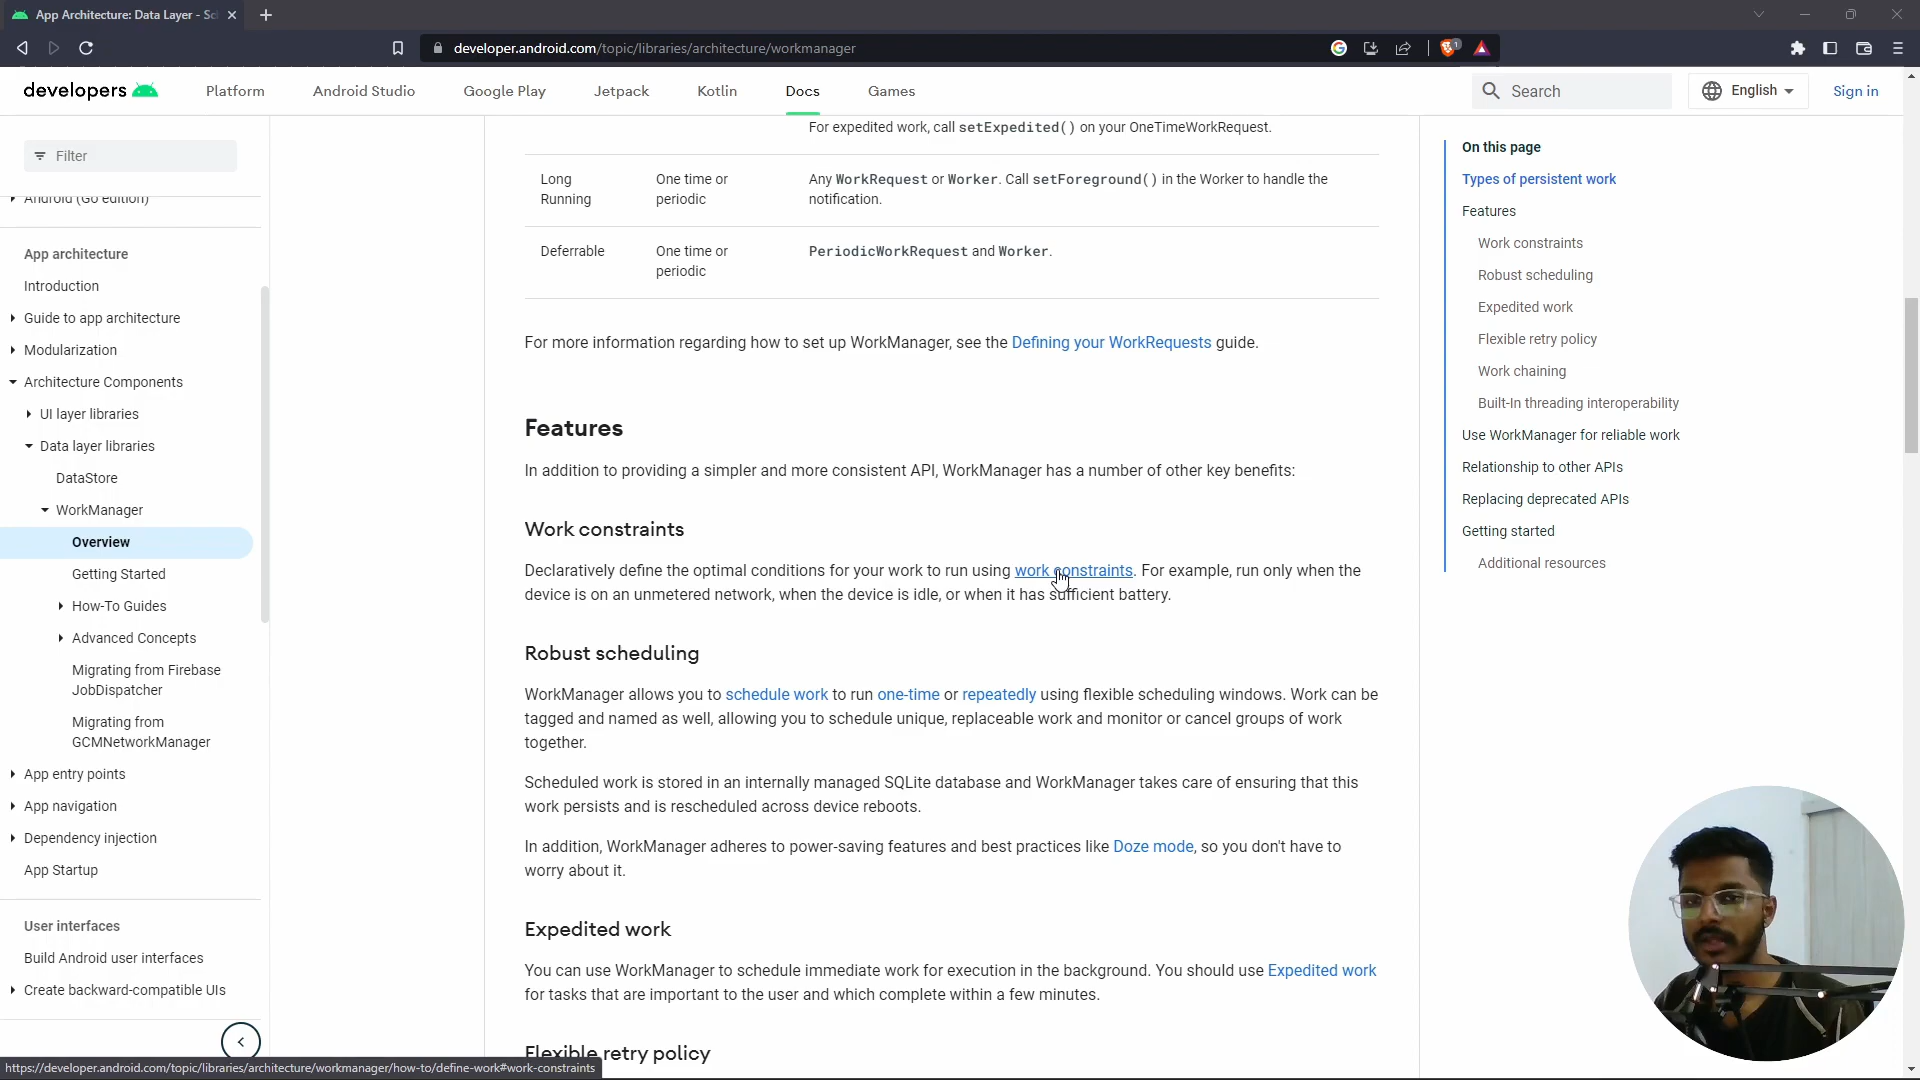 App Architecture: Data Layer - Sc
developer.android.com/topic/libraries/architecture/workmanager
1
developers
Platform
Android Studio
Google Play
Jetpack
Kotlin
Docs
Games
Search
English
Sign in
Filter
Android (Go edition)
App architecture
Introduction
Guide to app architecture
Modularization
Architecture Components
UI layer libraries
Data layer libraries
DataStore
WorkManager
Overview
Getting Started
How-To Guides
Advanced Concepts
Migrating from Firebase
JobDispatcher
Migrating from
GCMNetworkManager
App entry points
App navigation
Dependency injection
App Startup
User interfaces
Build Android user interfaces
Create backward-compatible UIs
For expedited work, call setExpedited() on your OneTimeWorkRequest.
Long
Running
One time or
periodic
Any WorkRequest or Worker. Call setForeground() in the Worker to handle the
notification.
Deferrable
One time or
periodic
PeriodicWorkRequest and Worker.
For more information regarding how to set up WorkManager, see the Defining your WorkRequests guide.
Features
In addition to providing a simpler and more consistent API, WorkManager has a number of other key benefits:
Work constraints
Declaratively define the optimal conditions for your work to run using work constraints. For example, run only when the
device is on an unmetered network, when the device is idle, or when it has sufficient battery.
Robust scheduling
WorkManager allows you to schedule work to run one-time or repeatedly using flexible scheduling windows. Work can be
tagged and named as well, allowing you to schedule unique, replaceable work and monitor or cancel groups of work
together.
Scheduled work is stored in an internally managed SQLite database and WorkManager takes care of ensuring that this
work persists and is rescheduled across device reboots.
In addition, WorkManager adheres to power-saving features and best practices like Doze mode, so you don't have to
worry about it.
Expedited work
You can use WorkManager to schedule immediate work for execution in the background. You should use Expedited work
for tasks that are important to the user and which complete within a few minutes.
Flexible retry policy
On this page
Types of persistent work
Features
Work constraints
Robust scheduling
Expedited work
Flexible retry policy
Work chaining
Built-In threading interoperability
Use WorkManager for reliable work
Relationship to other APIs
Replacing deprecated APIs
Getting started
Additional resources
https://developer.android.com/topic/libraries/architecture/workmanager/how-to/define-work#work-constraints